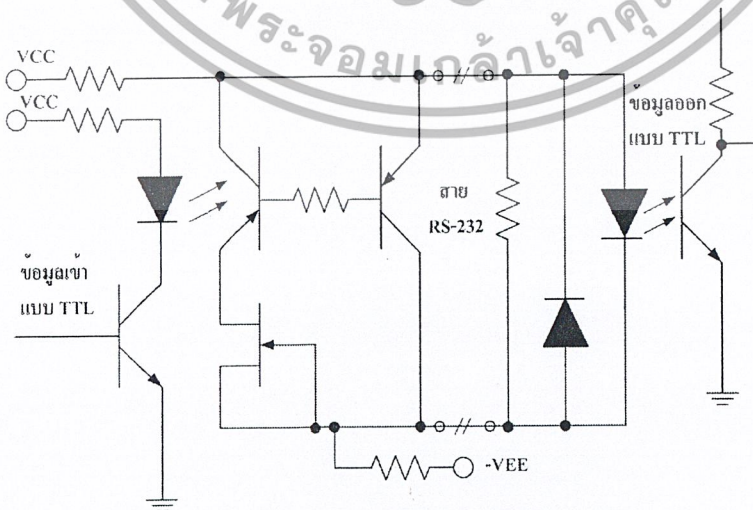 พระจอมเกล้าเจ้าคุณ
VCC
VCC
ข้อมูลออก
แบบ TTL
สาย
RS-232
ข้อมูลเข้า
แบบ TTL
-VEE